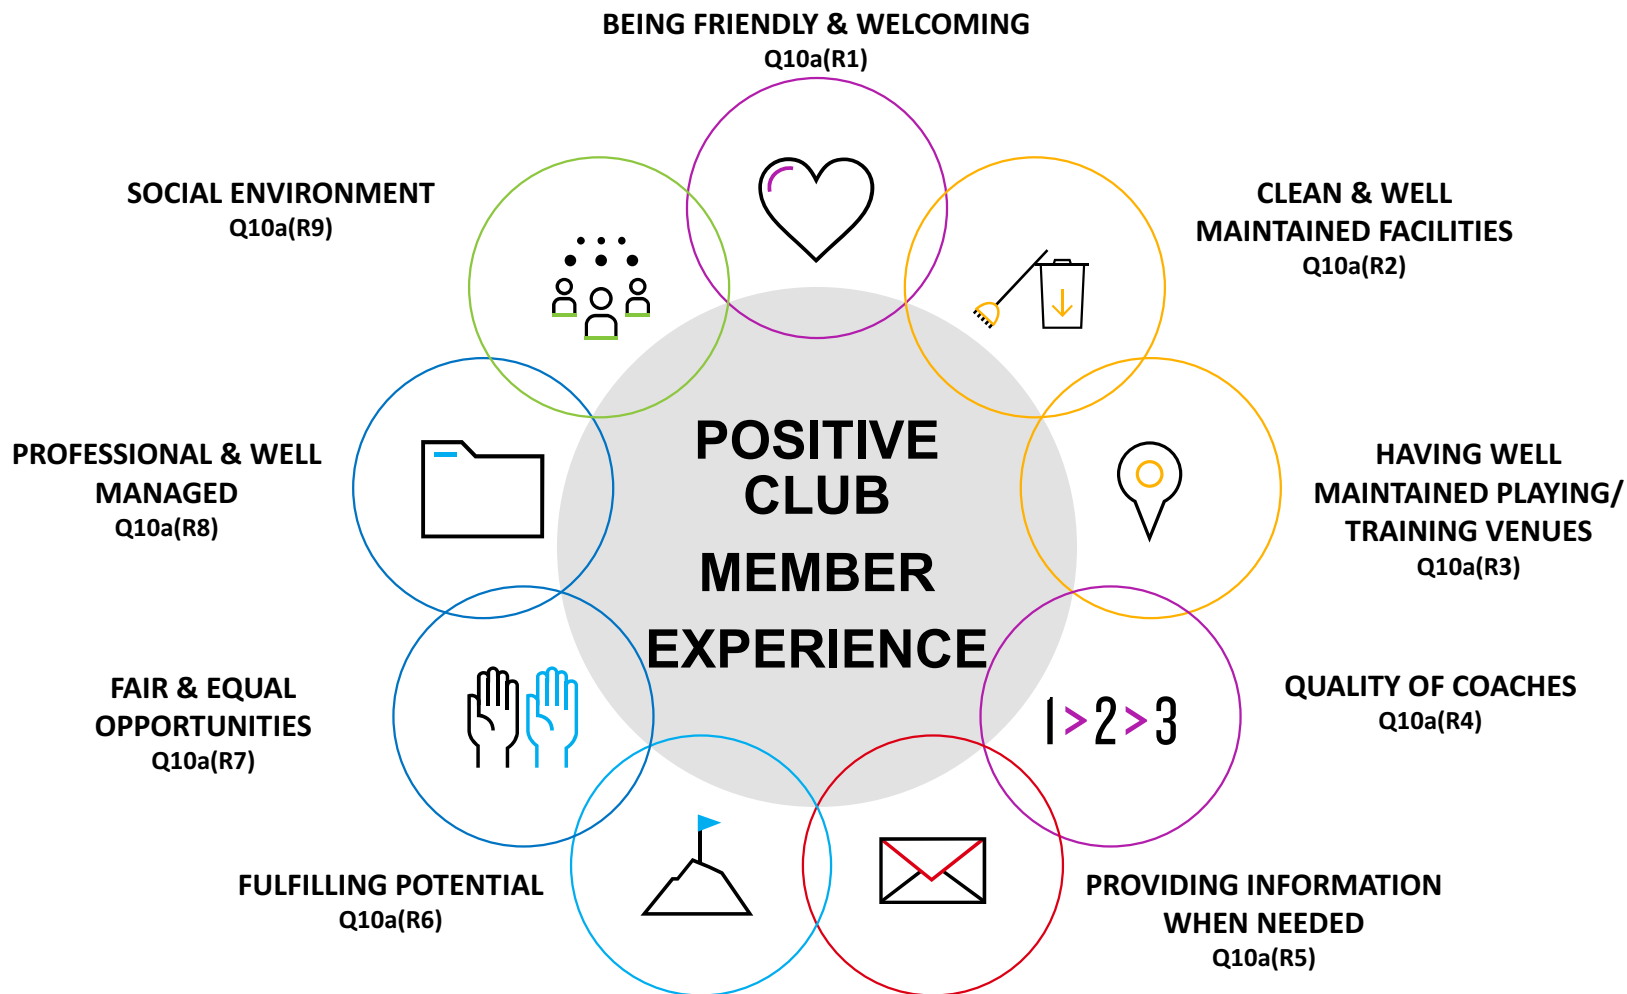 BEING FRIENDLY & WELCOMING
Q10a(R1)
SOCIAL ENVIRONMENT
Q10a(R9)
CLEAN & WELL
MAINTAINED FACILITIES
Q10a(R2)
PROFESSIONAL & WELL
MANAGED
Q10a(R8)
POSITIVE
CLUB
MEMBER
EXPERIENCE
HAVING WELL
MAINTAINED PLAYING/
TRAINING VENUES
Q10a(R3)
FAIR & EQUAL
OPPORTUNITIES
Q10a(R7)
1>2>3
QUALITY OF COACHES
Q10a(R4)
FULFILLING POTENTIAL
Q10a(R6)
PROVIDING INFORMATION
WHEN NEEDED
Q10a(R5)